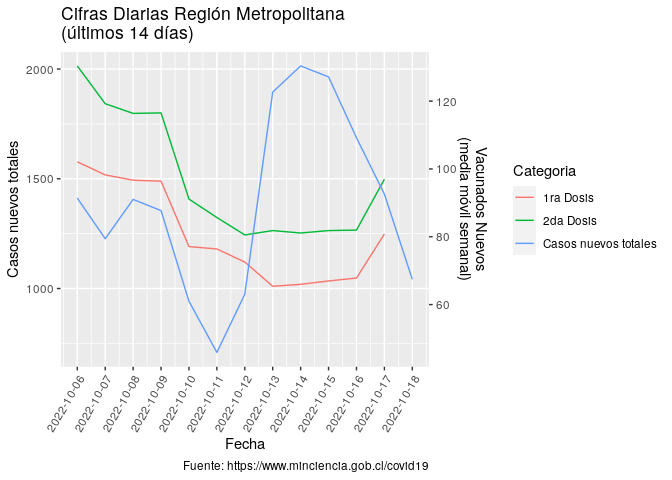 Cifras Diarias Región Metropolitana
(últimos 14 días)
2000
1500
1000
Casos nuevos totales
120
100
80
60
Vacunados Nuevos
(media móvil semanal)
2022-10-06
2022-10-07
2022-10-08
2022-10-09
2022-10-10
2022-10-11
2022-10-12
2022-10-13
2022-10-14
2022-10-15
2022-10-16
2022-10-17
2022-10-18
Fecha
Categoria
1ra Dosis
2da Dosis
Casos nuevos totales
Fuente: https://www.minciencia.gob.cl/covid19